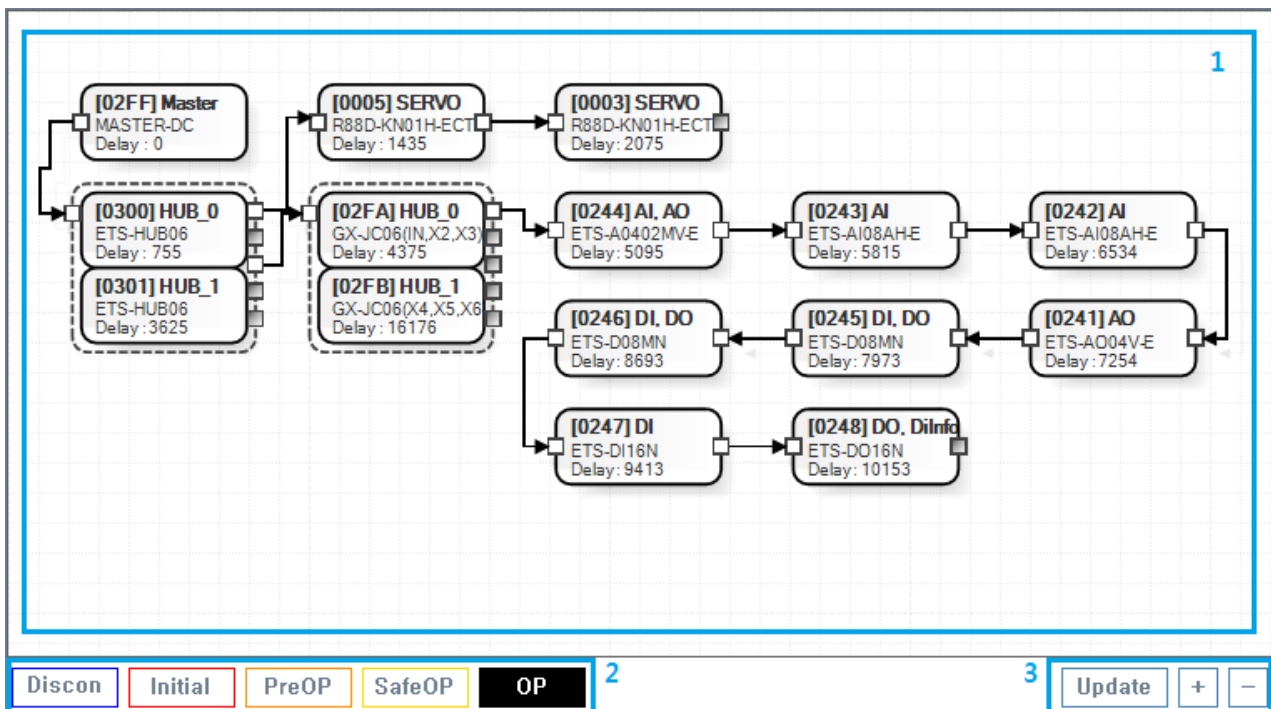 1
[02FF] Master
MASTER-DC
Delay : 0
[0005] SERVO
R88D-KN01H-ECT
Delay : 1435
[0003] SERVO
R88D-KN01H-ECT
Delay : 2075
[0300] HUB_0
ETS-HUB06
Delay : 755
[0301] HUB_1
ETS-HUB06
Delay : 3625
[02FA] HUB_0
GX-JC06(IN,X2,X3)
Delay : 4375
[02FB] HUB_1
GX-JC06(X4,X5,X6
Delay : 16176
[0244] AI, AO
ETS-A0402MV-E
Delay : 5095
[0243] AI
ETS-AI08AH-E
Delay : 5815
[0242] AI
ETS-AI08AH-E
Delay : 6534
[0246] DI, DO
ETS-D08MN
Delay : 8693
[0245] DI, DO
ETS-D08MN
Delay : 7973
[0241] AO
ETS-AO04V-E
Delay : 7254
[0247] DI
ETS-DI16N
Delay : 9413
[0248] DO, DiInfo
ETS-DO16N
Delay : 10153
Discon Initial PreOP SafeOP OP 2
3 Update + −